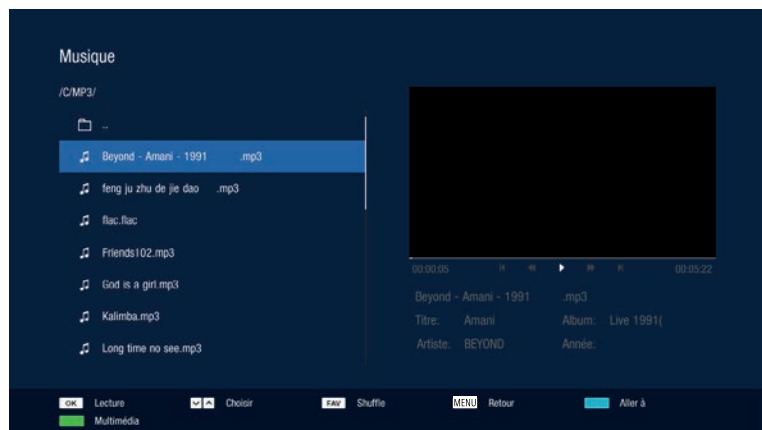 Musique
/C/MP3/
..
Beyond - Amani - 1991 .mp3
feng ju zhu de jie dao .mp3
flac.flac
Friends102.mp3
God is a girl.mp3
Kalimba.mp3
Long time no see.mp3
00:00:05 00:05:22
Beyond - Amani - 1991 .mp3
Titre: Amani Album: Live 1991(
Artiste: BEYOND Année:
OK Lecture Choisir FAV Shuffle MENU Retour Aller à
Multimédia